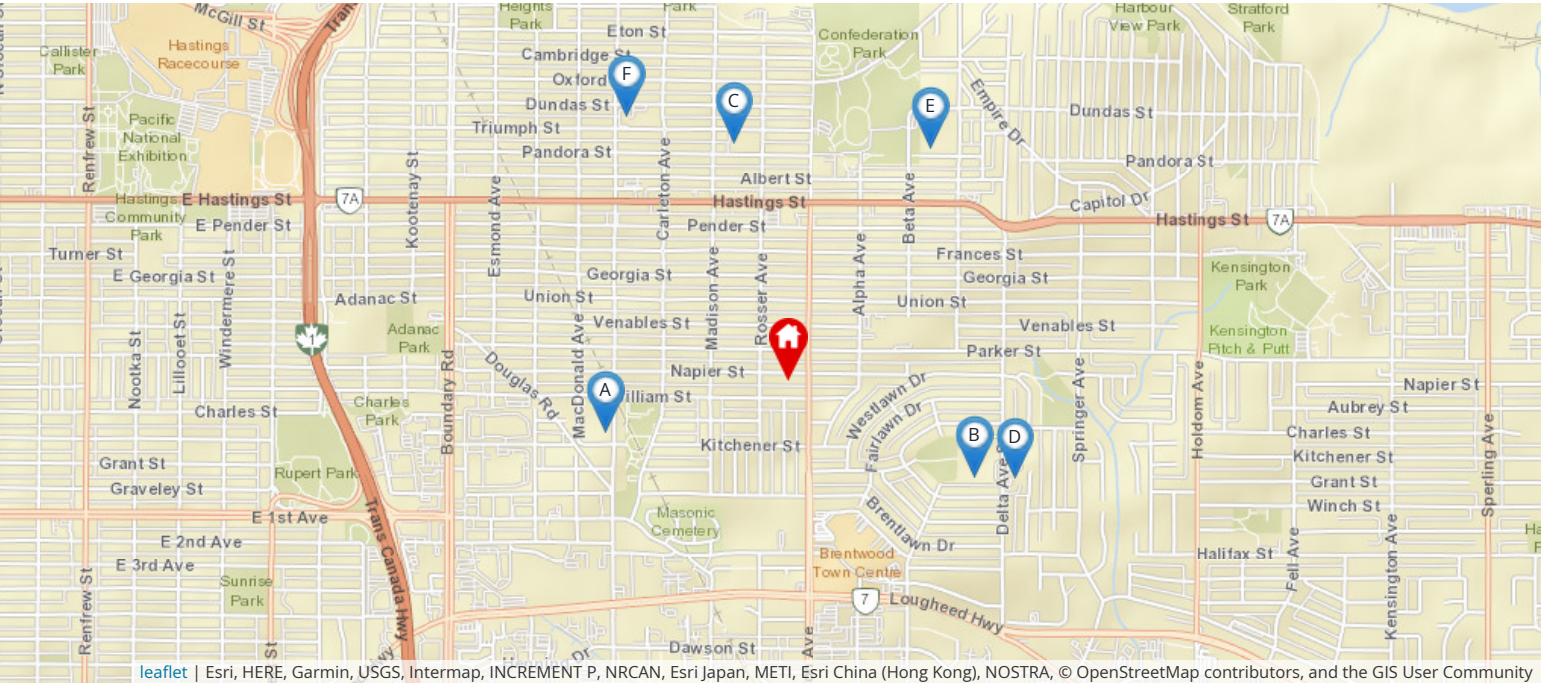 McGill St
Heights
Park
Park
Harbour
View Park
Stratford
Park
Eton St
Confederation
Park
Callister
Park
Hastings
Racecourse
Cambridge St
Oxford
F
C
E
Dundas St
Dundas St
Empire Dr
Pacific
National
Exhibition
Triumph St
Pandora St
Pandora St
Renfrew St
Kootenay St
Esmond Ave
Carleton Ave
Albert St
Beta Ave
Hastings
Community
Park
E Hastings St
7A
Hastings St
Capitol Dr
Hastings St
7A
E Pender St
Pender St
Turner St
E Georgia St
Windermere St
Georgia St
Madison Ave
Rosser Ave
Alpha Ave
Frances St
Georgia St
Kensington
Park
Adanac St
Union St
Union St
Nootka St
Lillooet St
1
Adanac
Park
MacDonald Ave
Venables St
Venables St
Kensington
Pitch & Putt
Parker St
Boundary Rd
Douglas Rd
Napier St
Westlawn Dr
Springer Ave
Holdom Ave
Napier St
A
illiam St
Charles St
Charles
Park
Fairlawn Dr
Aubrey St
Charles St
Kitchener St
B
D
Kitchener St
Grant St
Rupert Park
Delta Ave
Grant St
Sperling Ave
Graveley St
Winch St
E 1st Ave
Trans Canada Hwy
Masonic
Cemetery
Brentlawn Dr
E 2nd Ave
Brentwood
Town Centre
Halifax St
Fell Ave
Kensington Ave
E 3rd Ave
Sunrise
Park
Renfrew St
7
Lougheed Hwy
Dawson St
Ave
leaflet | Esri, HERE, Garmin, USGS, Intermap, INCREMENT P, NRCAN, Esri Japan, METI, Esri China (Hong Kong), NOSTRA, © OpenStreetMap contributors, and the GIS User Community